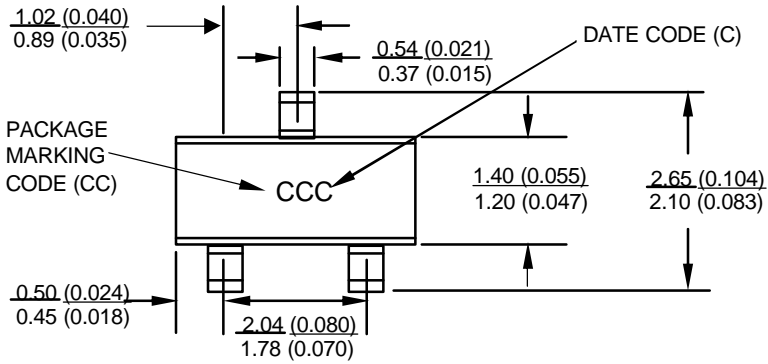 1.02 (0.040)
0.89 (0.035)
0.54 (0.021)
0.37 (0.015)
DATE CODE (C)
PACKAGE
MARKING
CODE (CC)
CCC
1.40 (0.055)
1.20 (0.047)
2.65 (0.104)
2.10 (0.083)
0.50 (0.024)
0.45 (0.018)
2.04 (0.080)
1.78 (0.070)